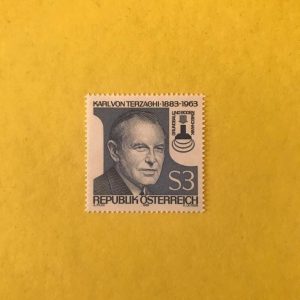 KARL VON TERZAGHI·1883-1963
S3
REPUBLIK ÖSTERREICH